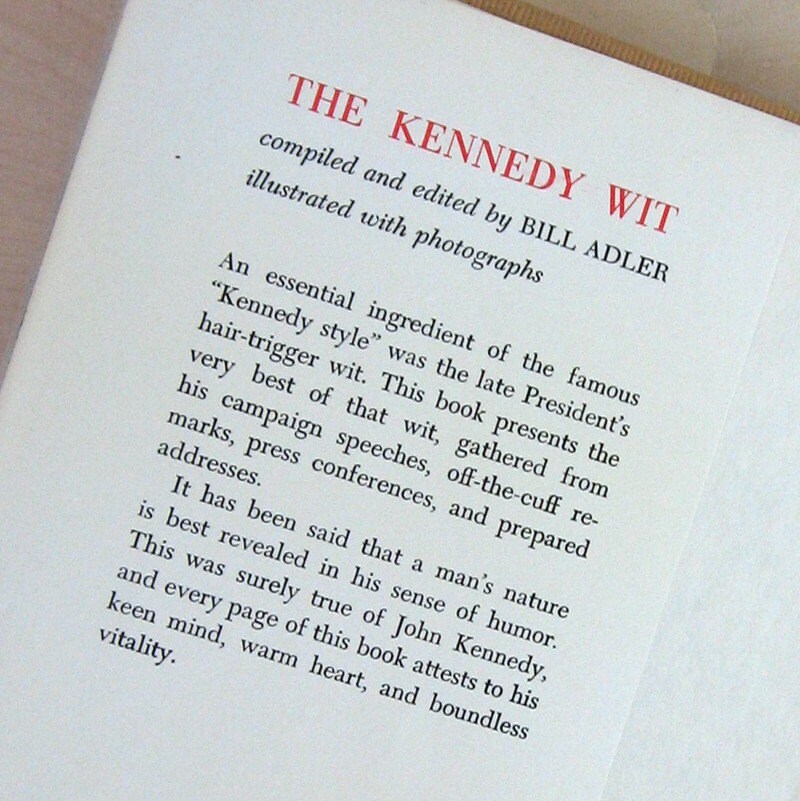 THE KENNEDY WIT
compiled and edited by BILL ADLER
illustrated with photographs
An essential ingredient of the famous
“Kennedy style” was the late President’s
hair-trigger wit. This book presents the
very best of that wit, gathered from
his campaign speeches, off-the-cuff re-
marks, press conferences, and prepared
addresses.
It has been said that a man’s nature
is best revealed in his sense of humor.
This was surely true of John Kennedy,
and every page of this book attests to his
keen mind, warm heart, and boundless
vitality.